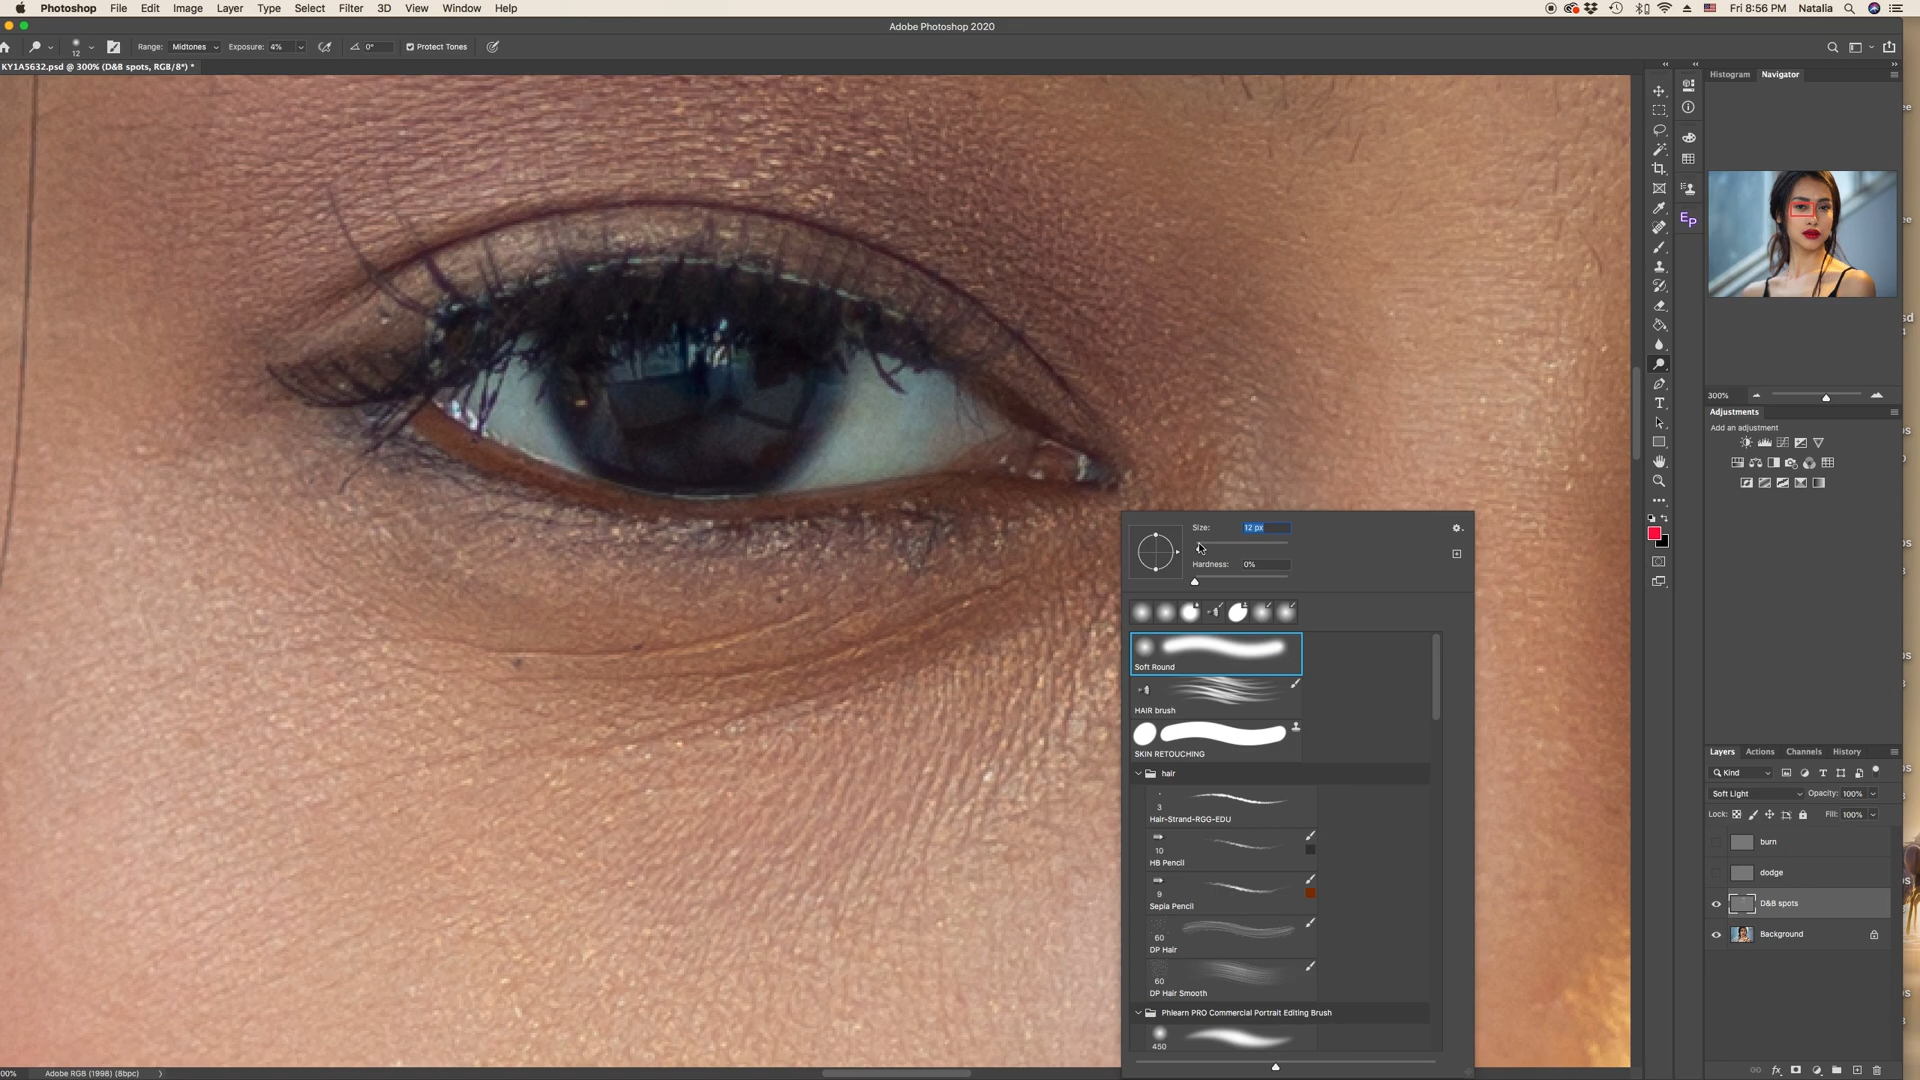 Photoshop File Edit Image Layer Type Select Filter 3D View Window Help Fri 8:56 PM Natalia
Adobe Photoshop 2020
12 Range: Midtones Exposure: 4% 0° Protect Tones
KY1A5632.psd @ 300% (D&B spots, RGB/8*) *
Histogram Navigator
EP
300%
Adjustments
Add an adjustment
T
Size: 12 px
Hardness: 0%
Soft Round
HAIR brush
SKIN RETOUCHING
hair
3
Hair-Strand-RGG-EDU
10
HB Pencil
9
Sepia Pencil
60
DP Hair
60
DP Hair Smooth
Phlearn PRO Commercial Portrait Editing Brush
450
Layers Actions Channels History
Kind
Soft Light Opacity: 100%
Lock: Fill: 100%
burn
dodge
D&B spots
Background
fx
Adobe RGB (1998) (8bpc)